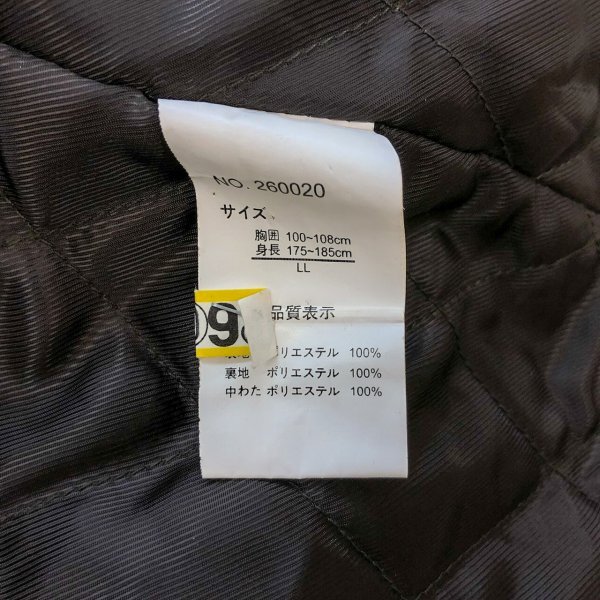 NO. 260020
サイズ
胸囲 100~108cm
身長 175~185cm
LL
品質表示
9
ポリエステル 100%
裏地 ポリエステル 100%
中わた ポリエステル 100%